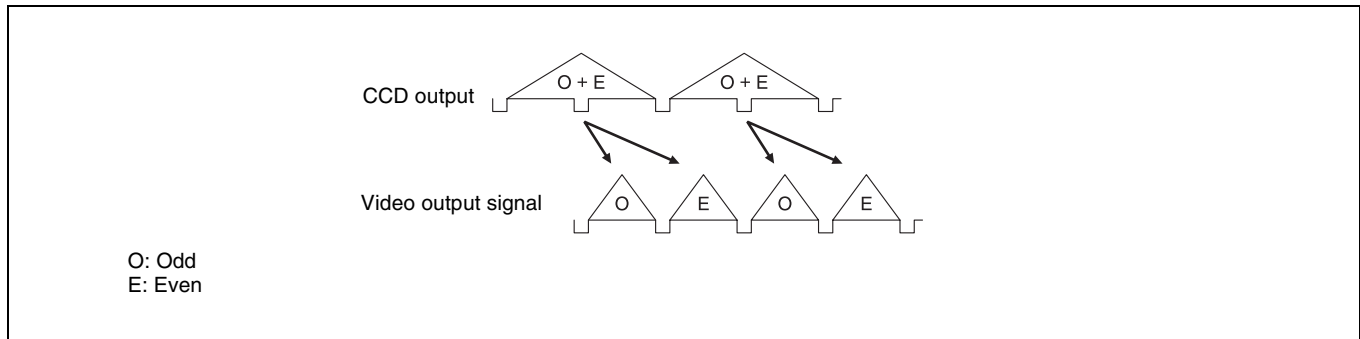 O + E O + E
CCD output
O E O E
Video output signal
O: Odd
E: Even